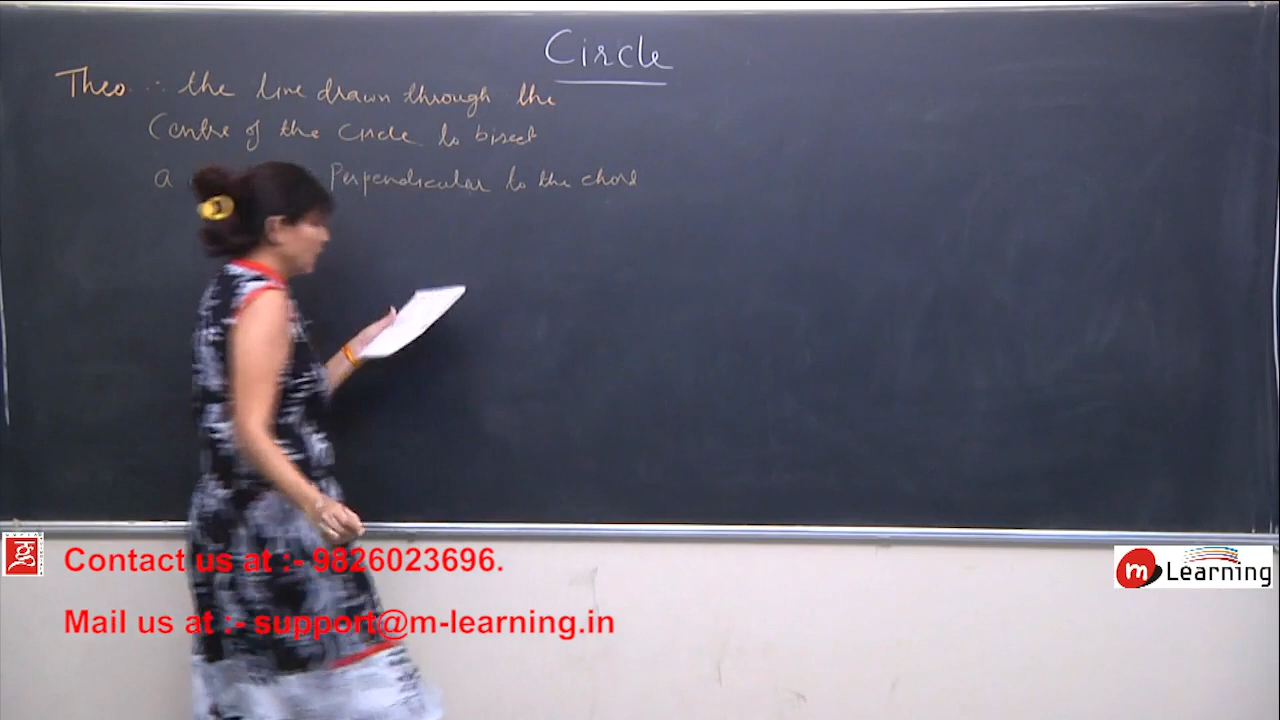 Circle
Theo :- the line drawn through the
Centre of the Circle to bisect
a Perpendicular to the chord
Contact us at :- 9826023696.
Mail us at :- support@m-learning.in
m Learning